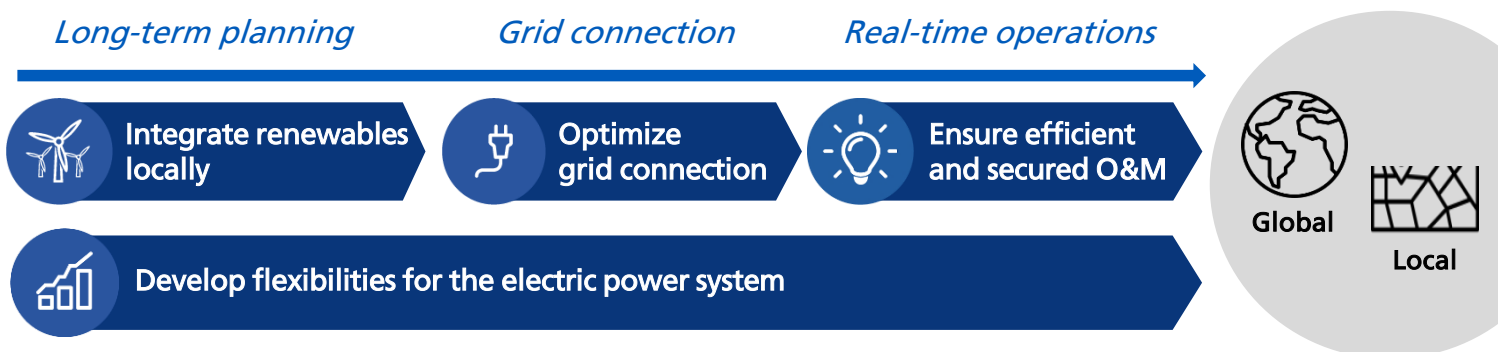 Long-term planning
Grid connection
Real-time operations
Integrate renewables
locally
Optimize
grid connection
Ensure efficient
and secured O&M
Develop flexibilities for the electric power system
Global
Local